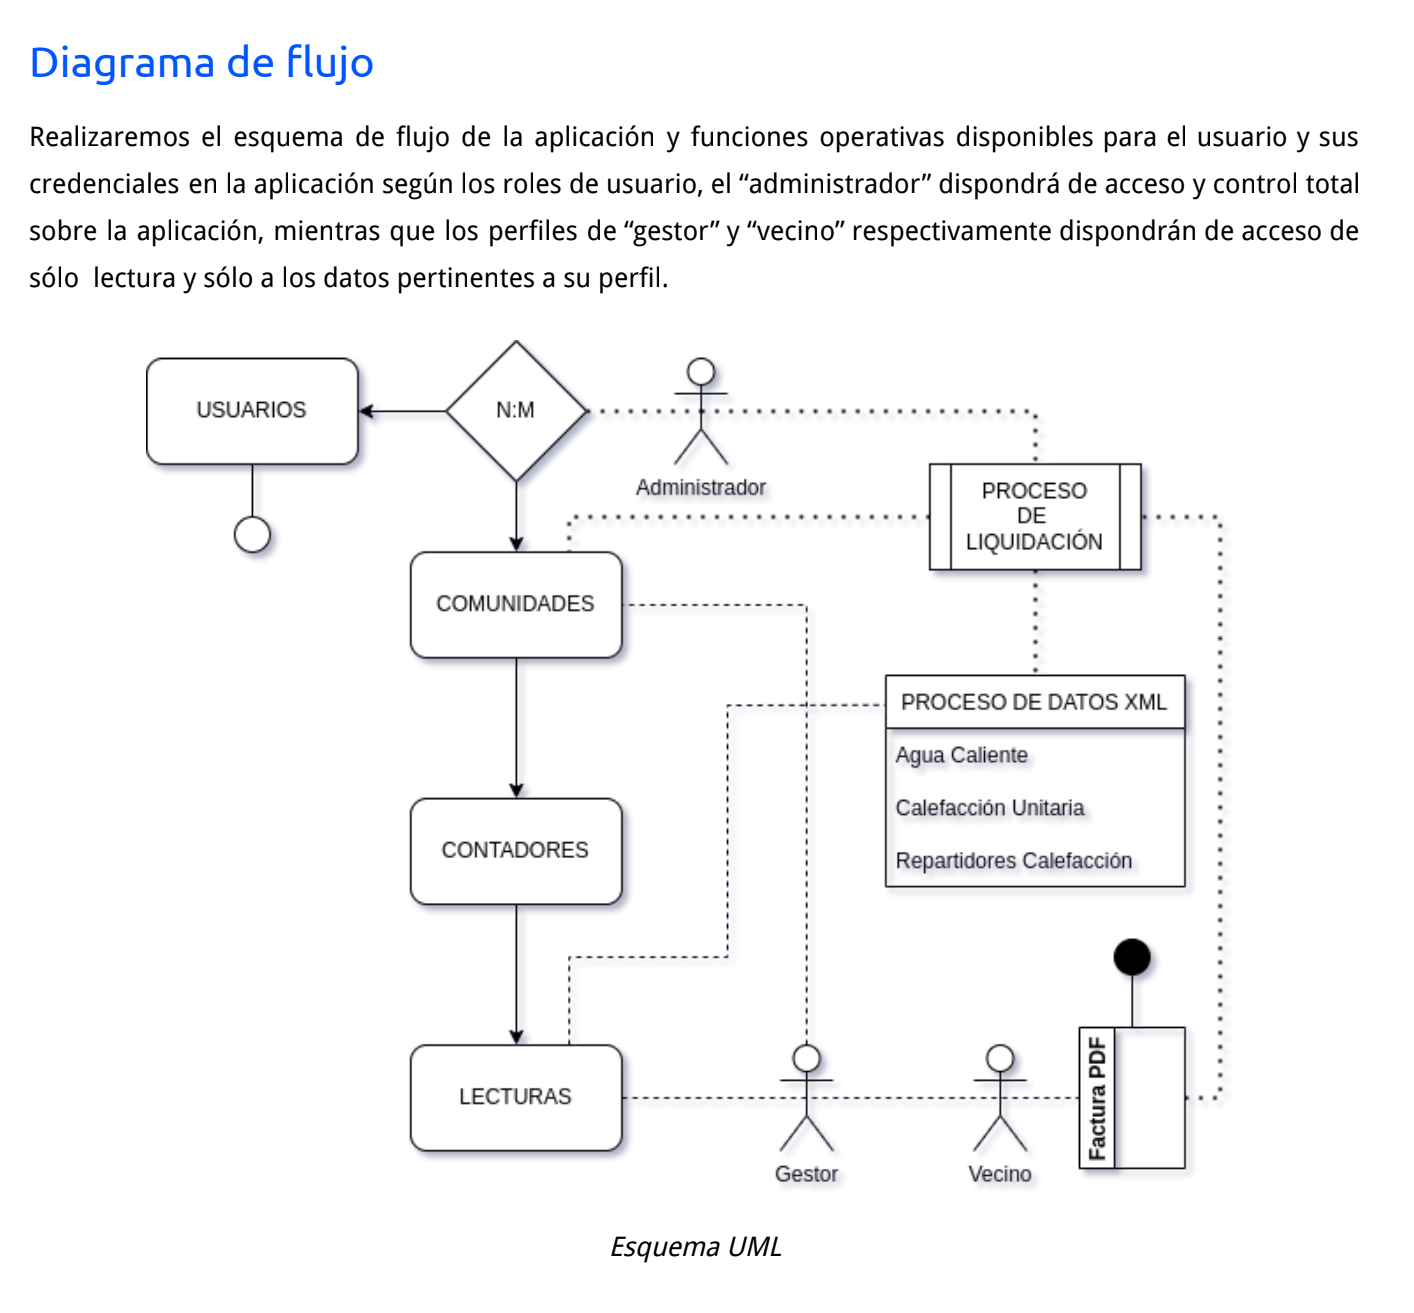 Diagrama de flujo
Realizaremos el esquema de flujo de la aplicación y funciones operativas disponibles para el usuario y sus
credenciales en la aplicación según los roles de usuario, el “administrador” dispondrá de acceso y control total
sobre la aplicación, mientras que los perfiles de “gestor” y “vecino” respectivamente dispondrán de acceso de
sólo lectura y sólo a los datos pertinentes a su perfil.
USUARIOS
N:M
Administrador
PROCESO
DE
LIQUIDACIÓN
COMUNIDADES
PROCESO DE DATOS XML
Agua Caliente
Calefacción Unitaria
Repartidores Calefacción
CONTADORES
LECTURAS
Gestor
Vecino
Factura PDF
Esquema UML